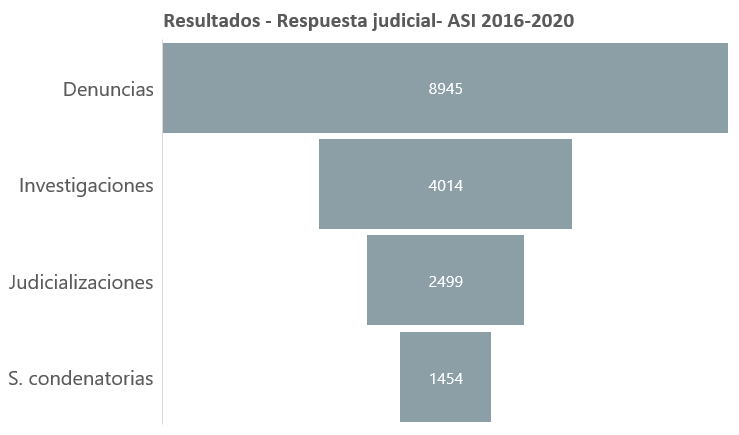 Resultados - Respuesta judicial- ASI 2016-2020
Denuncias
8945
Investigaciones
4014
Judicializaciones
2499
S. condenatorias
1454